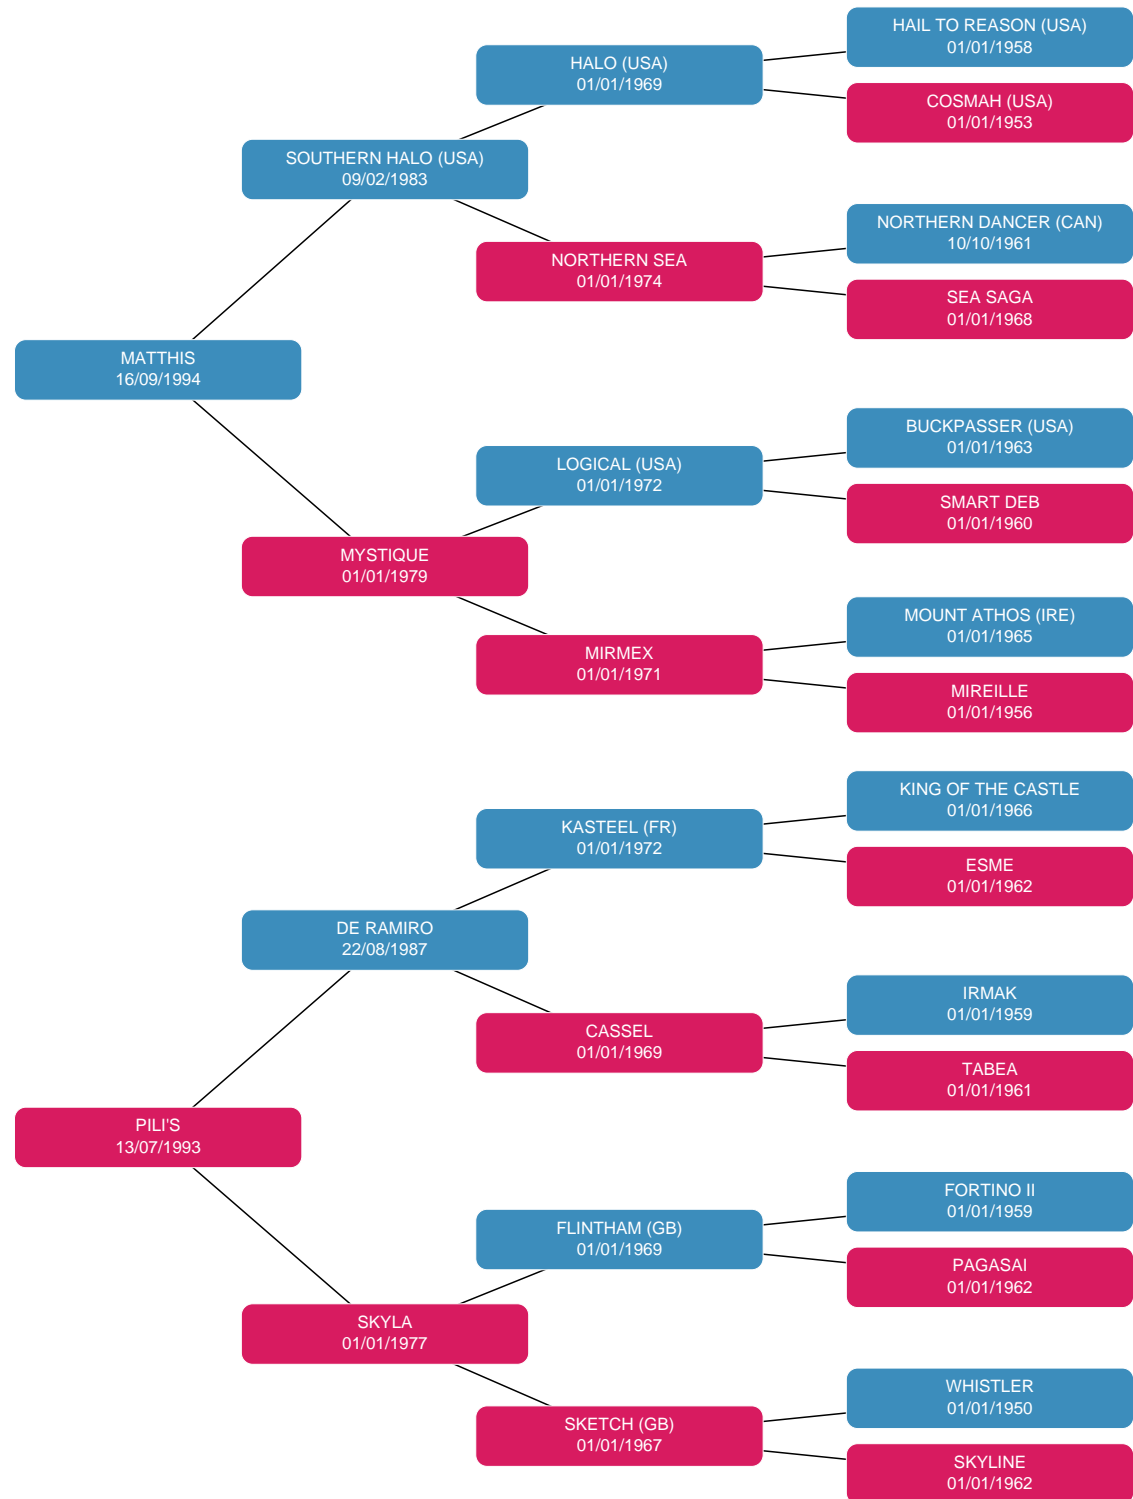 HAIL TO REASON (USA)
01/01/1958
HALO (USA)
01/01/1969
COSMAH (USA)
01/01/1953
SOUTHERN HALO (USA)
09/02/1983
NORTHERN DANCER (CAN)
10/10/1961
NORTHERN SEA
01/01/1974
SEA SAGA
01/01/1968
MATTHIS
16/09/1994
BUCKPASSER (USA)
01/01/1963
LOGICAL (USA)
01/01/1972
SMART DEB
01/01/1960
MYSTIQUE
01/01/1979
MOUNT ATHOS (IRE)
01/01/1965
MIRMEX
01/01/1971
MIREILLE
01/01/1956
KING OF THE CASTLE
01/01/1966
KASTEEL (FR)
01/01/1972
ESME
01/01/1962
DE RAMIRO
22/08/1987
IRMAK
01/01/1959
CASSEL
01/01/1969
TABEA
01/01/1961
PILI'S
13/07/1993
FORTINO II
01/01/1959
FLINTHAM (GB)
01/01/1969
PAGASAI
01/01/1962
SKYLA
01/01/1977
WHISTLER
01/01/1950
SKETCH (GB)
01/01/1967
SKYLINE
01/01/1962